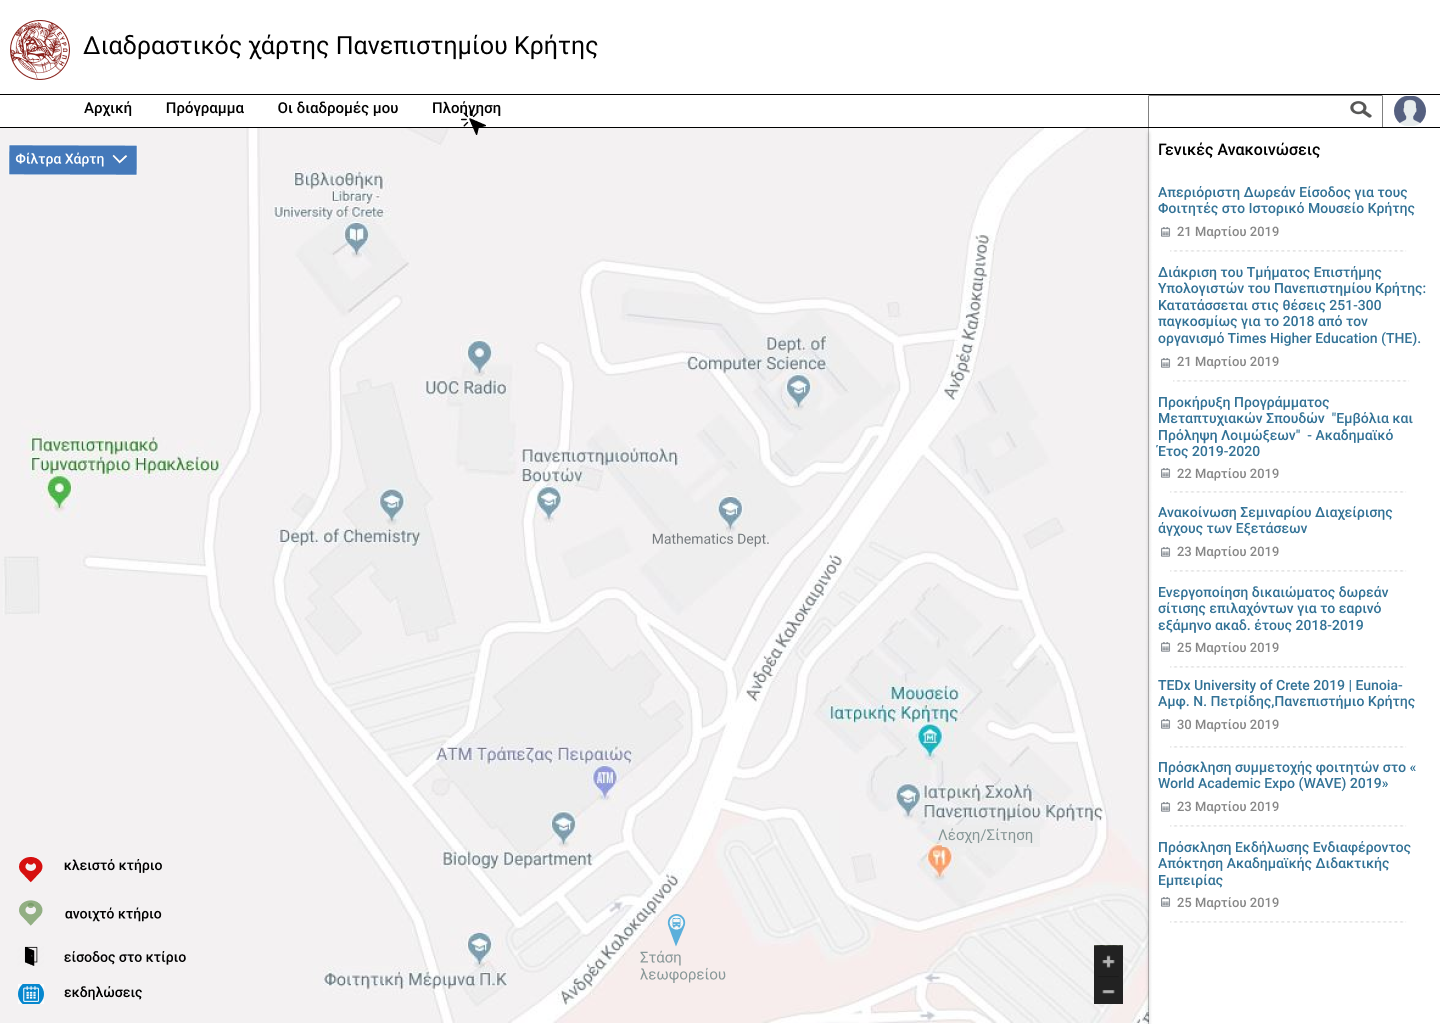 Διαδραστικός χάρτης Πανεπιστημίου Κρήτης
Αρχική
Πρόγραμμα
Οι διαδρομές μου
Πλοήγηση
Φίλτρα Χάρτη
Βιβλιοθήκη
Library -
University of Crete
UOC Radio
Dept. of
Computer Science
Πανεπιστημιακό
Γυμναστήριο Ηρακλείου
Πανεπιστημιούπολη
Βουτών
Dept. of Chemistry
Mathematics Dept.
Ανδρέα Καλοκαιρινού
Ανδρέα Καλοκαιρινού
Μουσείο
Ιατρικής Κρήτης
ATM Τράπεζας Πειραιώς
ATM
Ιατρική Σχολή
Πανεπιστημίου Κρήτης
Λέσχη/Σίτηση
Biology Department
Ανδρέα Καλοκαιρινού
Στάση
λεωφορείου
Φοιτητική Μέριμνα Π.Κ
κλειστό κτήριο
ανοιχτό κτήριο
είσοδος στο κτίριο
εκδηλώσεις
+
−
Γενικές Ανακοινώσεις
Απεριόριστη Δωρεάν Είσοδος για τους
Φοιτητές στο Ιστορικό Μουσείο Κρήτης
21 Μαρτίου 2019
Διάκριση του Τμήματος Επιστήμης
Υπολογιστών του Πανεπιστημίου Κρήτης:
Κατατάσσεται στις θέσεις 251-300
παγκοσμίως για το 2018 από τον
οργανισμό Times Higher Education (THE).
21 Μαρτίου 2019
Προκήρυξη Προγράμματος
Μεταπτυχιακών Σπουδών "Εμβόλια και
Πρόληψη Λοιμώξεων" - Ακαδημαϊκό
Έτος 2019-2020
22 Μαρτίου 2019
Ανακοίνωση Σεμιναρίου Διαχείρισης
άγχους των Εξετάσεων
23 Μαρτίου 2019
Ενεργοποίηση δικαιώματος δωρεάν
σίτισης επιλαχόντων για το εαρινό
εξάμηνο ακαδ. έτους 2018-2019
25 Μαρτίου 2019
TEDx University of Crete 2019 | Eunoia-
Αμφ. Ν. Πετρίδης,Πανεπιστήμιο Κρήτης
30 Μαρτίου 2019
Πρόσκληση συμμετοχής φοιτητών στο «
World Academic Expo (WAVE) 2019»
23 Μαρτίου 2019
Πρόσκληση Εκδήλωσης Ενδιαφέροντος
Απόκτηση Ακαδημαϊκής Διδακτικής
Εμπειρίας
25 Μαρτίου 2019